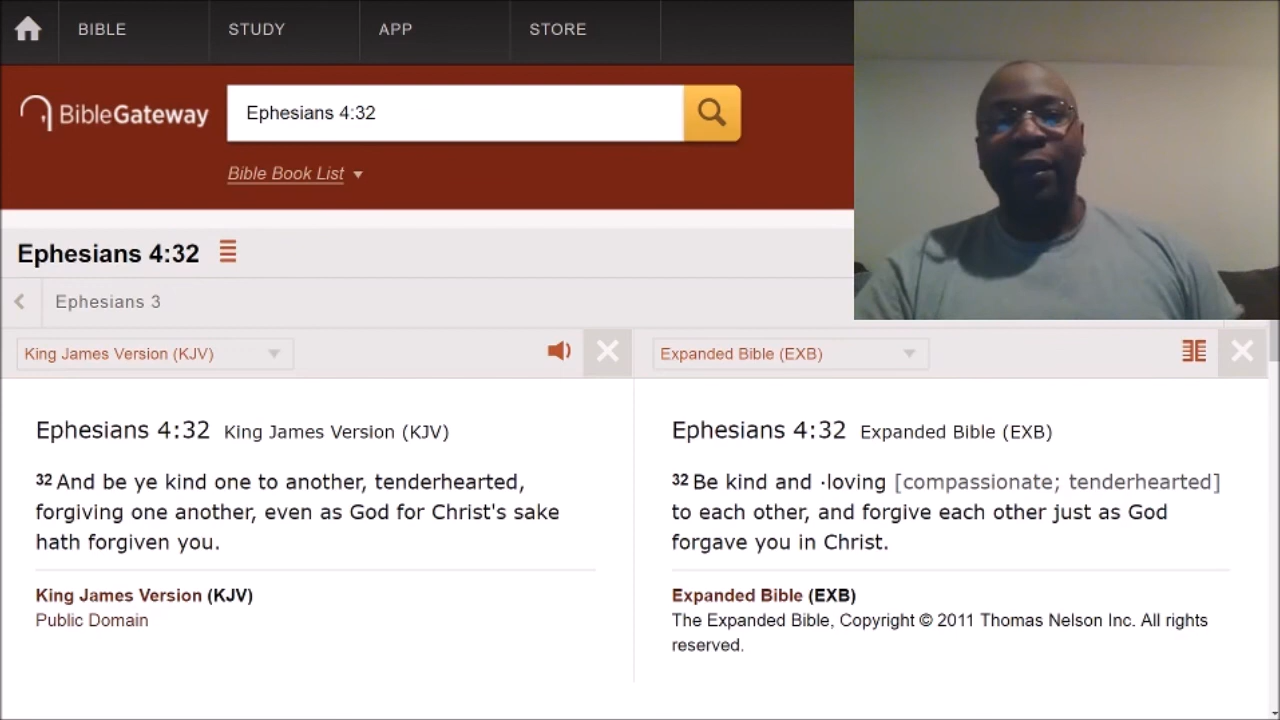 BIBLE
STUDY
APP
STORE
BibleGateway
Ephesians 4:32
Bible Book List
Ephesians 4:32
Ephesians 3
King James Version (KJV)
Expanded Bible (EXB)
Ephesians 4:32 King James Version (KJV)
32 And be ye kind one to another, tenderhearted,
forgiving one another, even as God for Christ's sake
hath forgiven you.
King James Version (KJV)
Public Domain
Ephesians 4:32 Expanded Bible (EXB)
32 Be kind and ·loving [compassionate; tenderhearted]
to each other, and forgive each other just as God
forgave you in Christ.
Expanded Bible (EXB)
The Expanded Bible, Copyright © 2011 Thomas Nelson Inc. All rights
reserved.